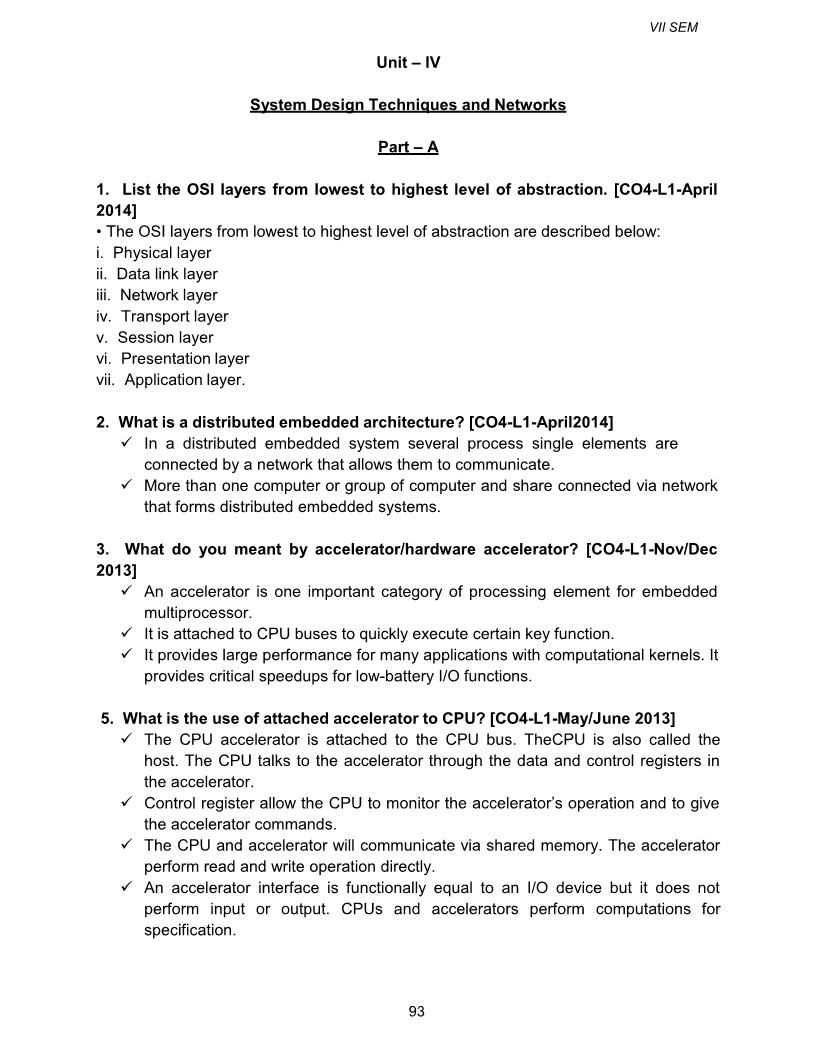 VII SEM
Unit – IV
System Design Techniques and Networks
Part – A
1. List the OSI layers from lowest to highest level of abstraction. [CO4-L1-April
2014]
• The OSI layers from lowest to highest level of abstraction are described below:
i. Physical layer
ii. Data link layer
iii. Network layer
iv. Transport layer
v. Session layer
vi. Presentation layer
vii. Application layer.
2. What is a distributed embedded architecture? [CO4-L1-April2014]
✓ In a distributed embedded system several process single elements are
connected by a network that allows them to communicate.
✓ More than one computer or group of computer and share connected via network
that forms distributed embedded systems.
3. What do you meant by accelerator/hardware accelerator? [CO4-L1-Nov/Dec
2013]
✓ An accelerator is one important category of processing element for embedded
multiprocessor.
✓ It is attached to CPU buses to quickly execute certain key function.
✓ It provides large performance for many applications with computational kernels. It
provides critical speedups for low-battery I/O functions.
5. What is the use of attached accelerator to CPU? [CO4-L1-May/June 2013]
✓ The CPU accelerator is attached to the CPU bus. TheCPU is also called the
host. The CPU talks to the accelerator through the data and control registers in
the accelerator.
✓ Control register allow the CPU to monitor the accelerator’s operation and to give
the accelerator commands.
✓ The CPU and accelerator will communicate via shared memory. The accelerator
perform read and write operation directly.
✓ An accelerator interface is functionally equal to an I/O device but it does not
perform input or output. CPUs and accelerators perform computations for
specification.
93